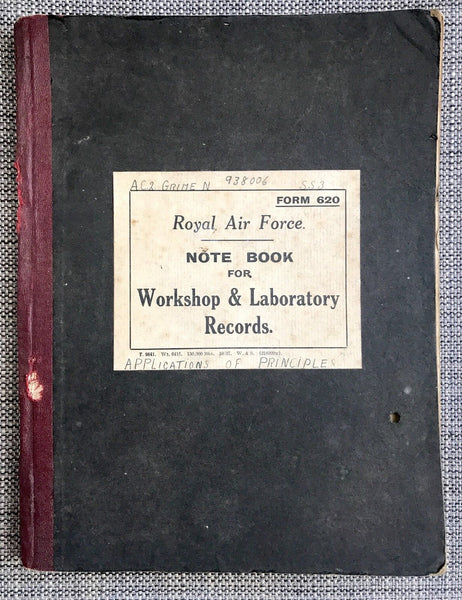 AC2 GRIME N 938006 SS3
FORM 620
Royal Air Force.
NOTE BOOK
FOR
Workshop & Laboratory
Records.
APPLICATIONS OF PRINCIPLES